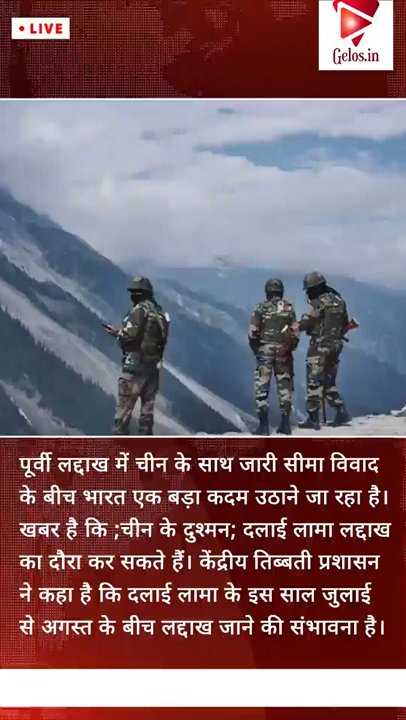 • LIVE
Gelos.in
पूर्वी लद्दाख में चीन के साथ जारी सीमा विवाद
के बीच भारत एक बड़ा कदम उठाने जा रहा है।
खबर है कि ;चीन के दुश्मन; दलाई लामा लद्दाख
का दौरा कर सकते हैं। केंद्रीय तिब्बती प्रशासन
ने कहा है कि दलाई लामा के इस साल जुलाई
से अगस्त के बीच लद्दाख जाने की संभावना है।